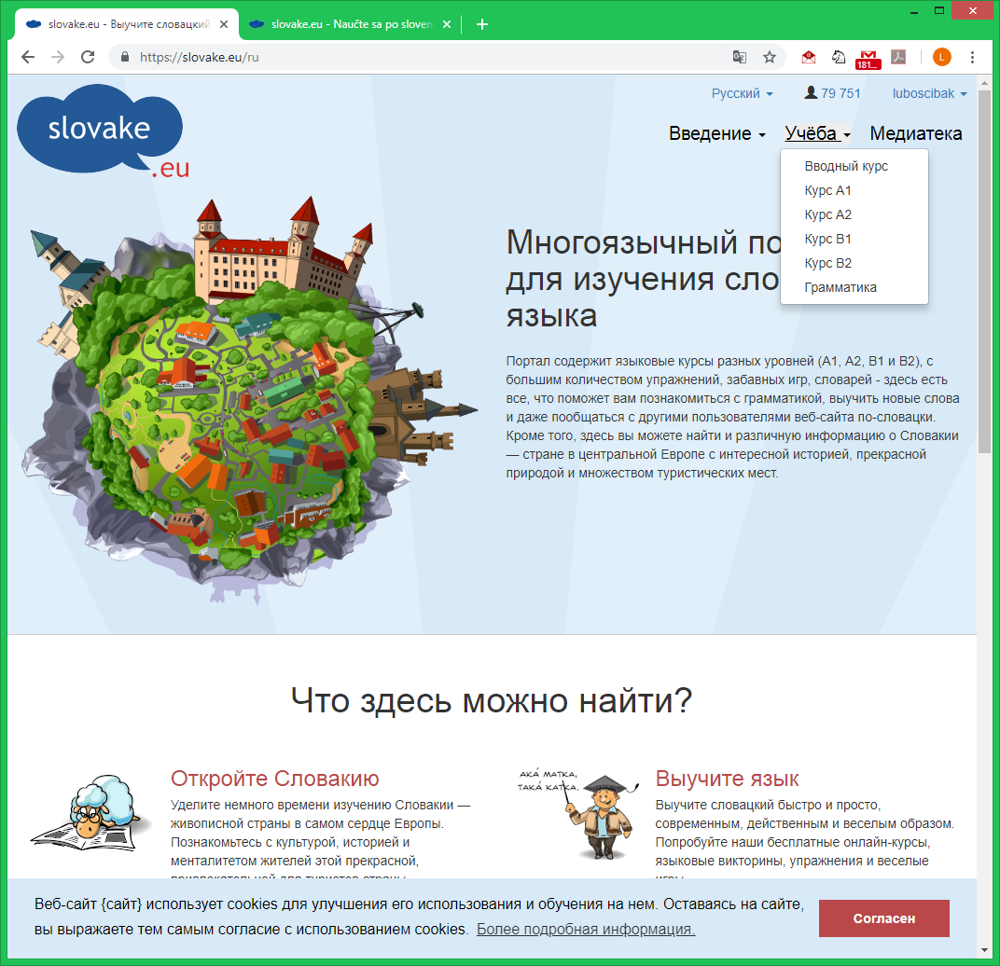 slovake.eu - Выучите словацкий
slovake.eu - Naučte sa po sloven
https://slovake.eu/ru
181...
L
slovake
.eu
Русский
79 751
luboscibak
Введение
Учёба
Медиатека
Вводный курс
Курс A1
Курс A2
Курс B1
Курс B2
Грамматика
Многоязычный по
для изучения сло
языка
Портал содержит языковые курсы разных уровней (A1, A2, B1 и B2), с
большим количеством упражнений, забавных игр, словарей - здесь есть
все, что поможет вам познакомиться с грамматикой, выучить новые слова
и даже пообщаться с другими пользователями веб-сайта по-словацки.
Кроме того, здесь вы можете найти и различную информацию о Словакии
— стране в центральной Европе с интересной историей, прекрасной
природой и множеством туристических мест.
Что здесь можно найти?
Откройте Словакию
Уделите немного времени изучению Словакии —
живописной страны в самом сердце Европы.
Познакомьтесь с культурой, историей и
менталитетом жителей этой прекрасной,
привлекательной для туристов страны
AKÁ MATKA,
TAKÁ KATKA.
Выучите язык
Выучите словацкий быстро и просто,
современным, действенным и веселым образом.
Попробуйте наши бесплатные онлайн-курсы,
языковые викторины, упражнения и веселые
игры
Веб-сайт {сайт} использует cookies для улучшения его использования и обучения на нем. Оставаясь на сайте,
вы выражаете тем самым согласие с использованием cookies. Более подробная информация.
Согласен